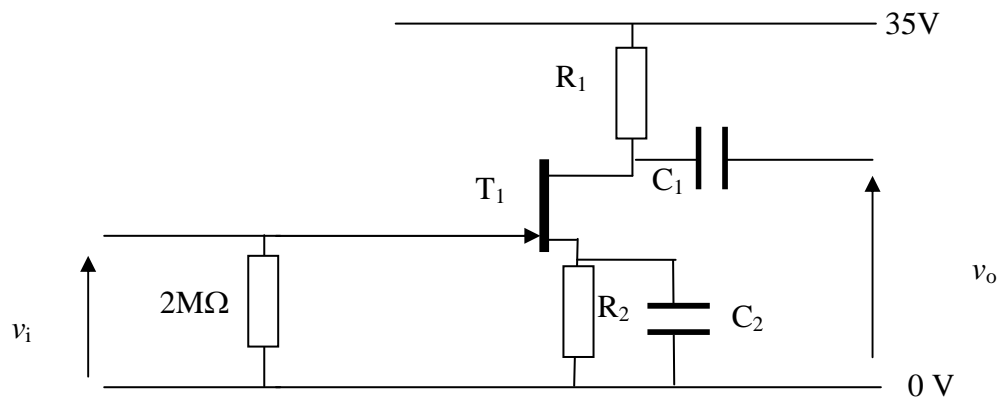 35V
R₁
C₁
T₁
2MΩ
R₂
C₂
vᵢ
vₒ
0 V